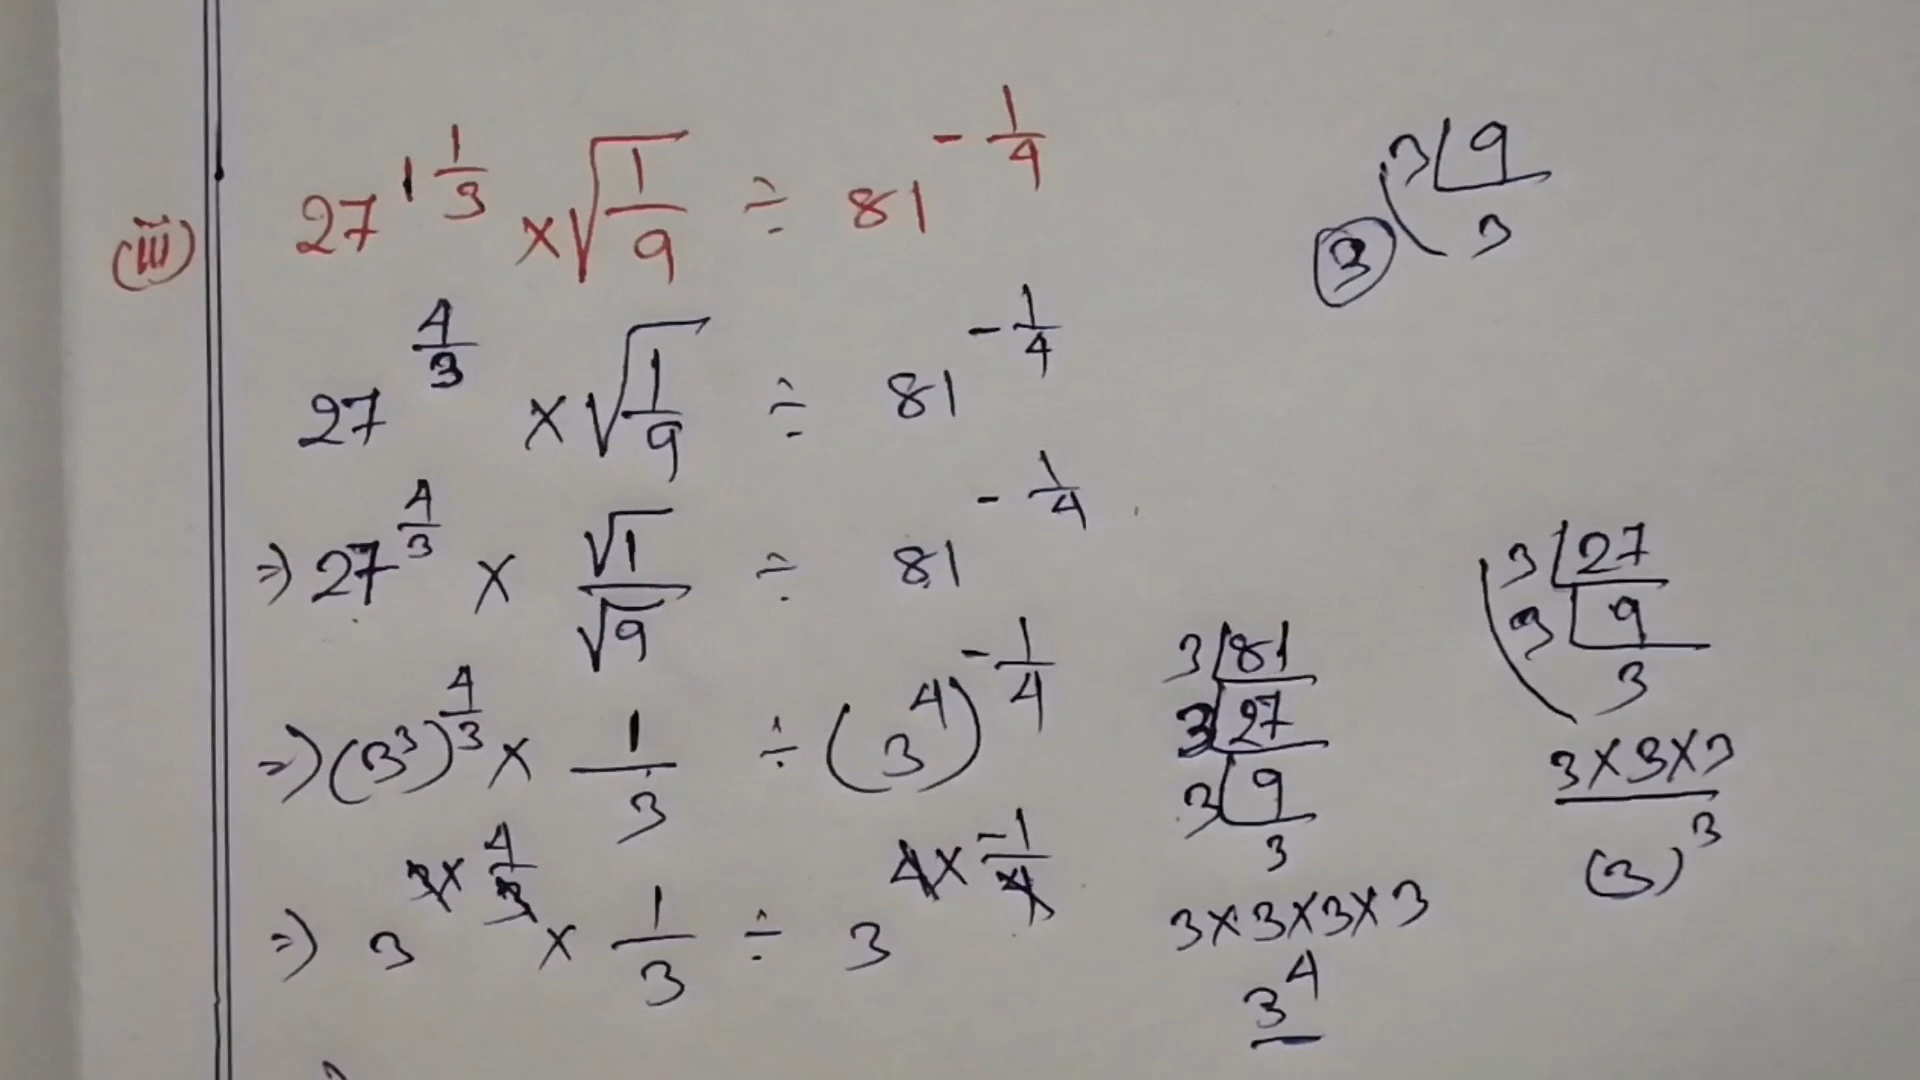 (iii) 27^1 1/3 × √(1/9) ÷ 81^-1/4
27^4/3 × √(1/9) ÷ 81^-1/4
⇒ 27^4/3 × √1/√9 ÷ 81^-1/4
⇒ (3^3)^4/3 × 1/3 ÷ (3^4)^-1/4
⇒ 3^3×4/3 × 1/3 ÷ 3^4×-1/4
3|9
3
3
3|81
3|27
3|9
3
3×3×3×3
3^4
3|27
3|9
3
3×3×3
(3)^3